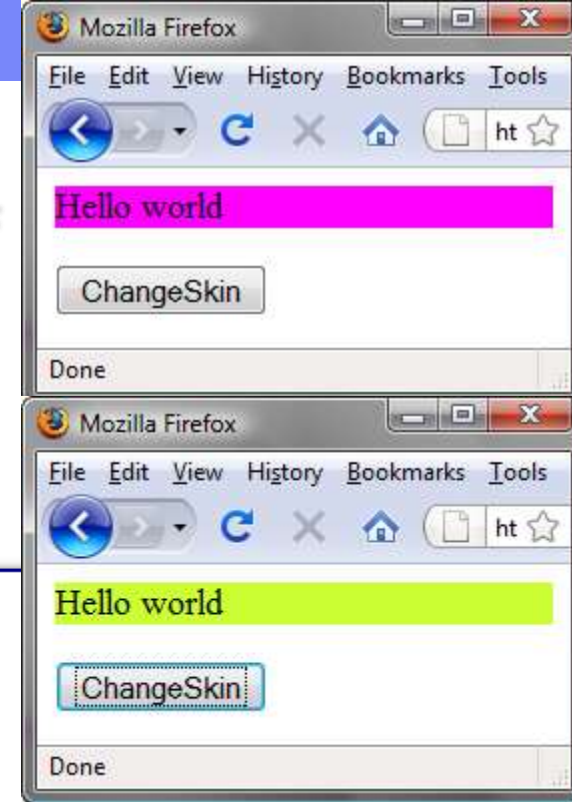 Mozilla Firefox
File Edit View History Bookmarks Tools
ht
Hello world
ChangeSkin
Done
Mozilla Firefox
File Edit View History Bookmarks Tools
ht
Hello world
ChangeSkin
Done